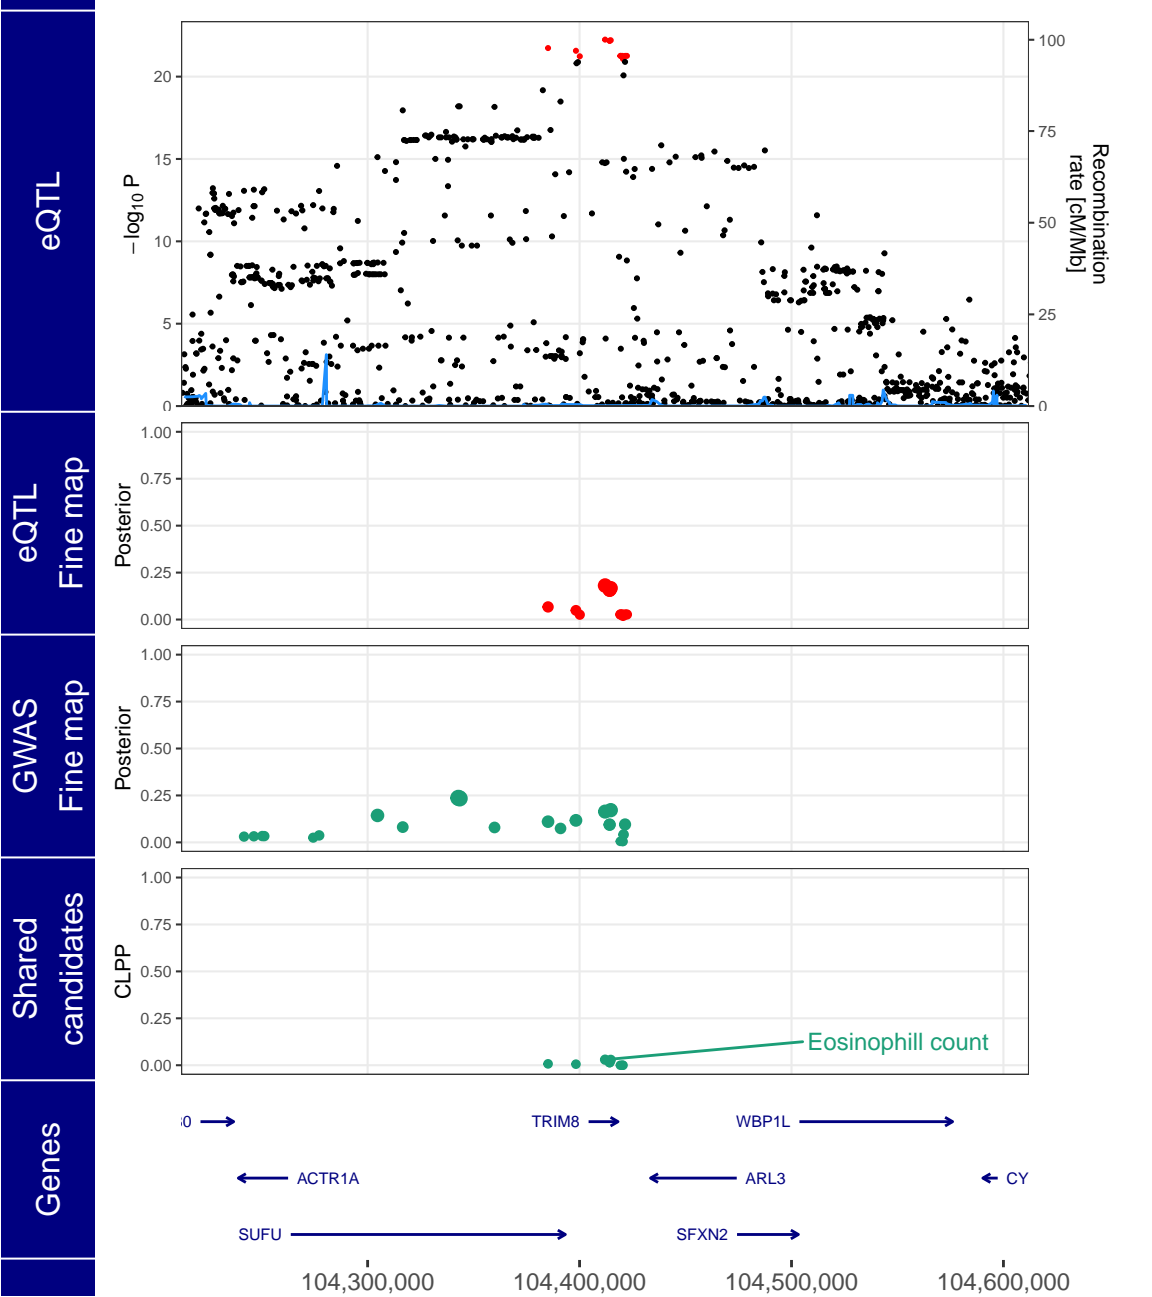 eQTL
−log10 P
20
15
10
5
0
100
75
50
25
0
Recombination
rate [cM/Mb]
eQTL
Fine map
Posterior
1.00
0.75
0.50
0.25
0.00
GWAS
Fine map
Posterior
1.00
0.75
0.50
0.25
0.00
Shared
candidates
CLPP
1.00
0.75
0.50
0.25
0.00
Eosinophill count
Genes
30
TRIM8
WBP1L
ACTR1A
ARL3
CY
SUFU
SFXN2
104,300,000
104,400,000
104,500,000
104,600,000